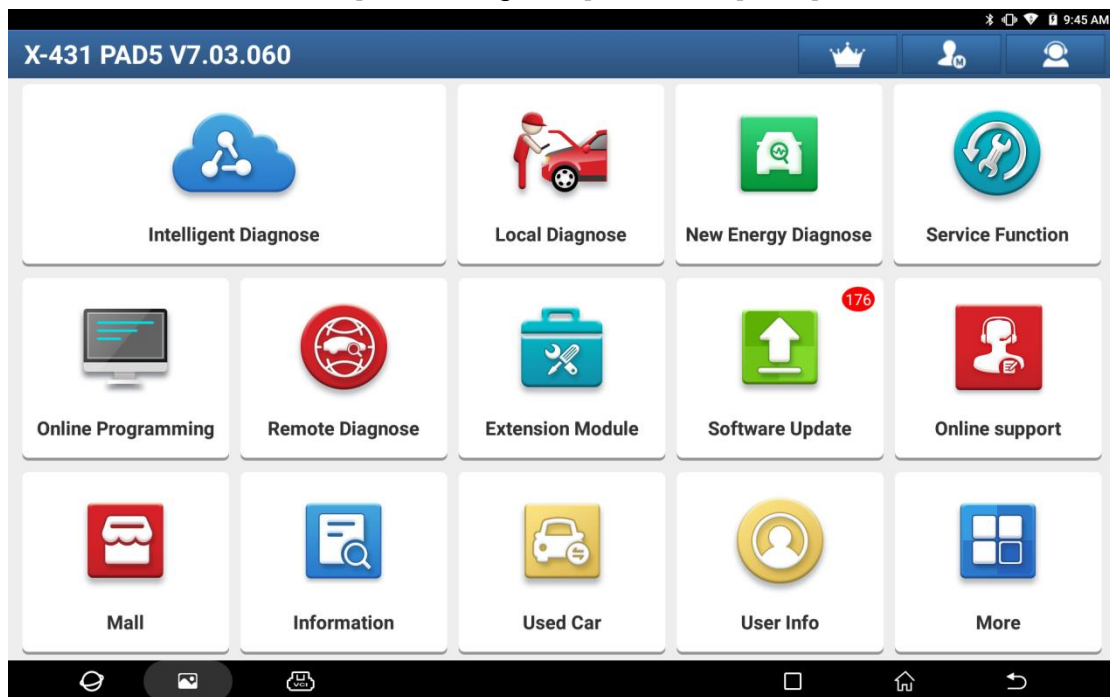 9:45 AM
X-431 PAD5 V7.03.060
M
Intelligent Diagnose
Local Diagnose
New Energy Diagnose
Service Function
176
Online Programming
Remote Diagnose
Extension Module
Software Update
Online support
Mall
Information
Used Car
User Info
More
VCI